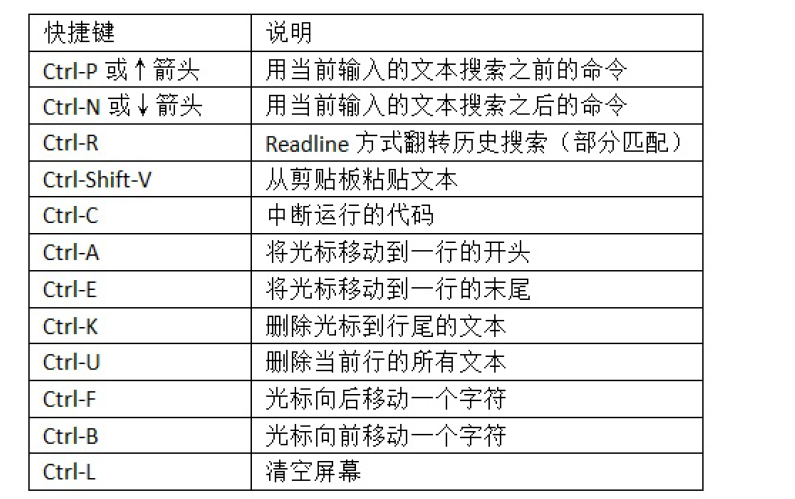 快捷键 说明
Ctrl-P 或↑箭头 用当前输入的文本搜索之前的命令
Ctrl-N 或↓箭头 用当前输入的文本搜索之后的命令
Ctrl-R Readline 方式翻转历史搜索（部分匹配）
Ctrl-Shift-V 从剪贴板粘贴文本
Ctrl-C 中断运行的代码
Ctrl-A 将光标移动到一行的开头
Ctrl-E 将光标移动到一行的末尾
Ctrl-K 删除光标到行尾的文本
Ctrl-U 删除当前行的所有文本
Ctrl-F 光标向后移动一个字符
Ctrl-B 光标向前移动一个字符
Ctrl-L 清空屏幕